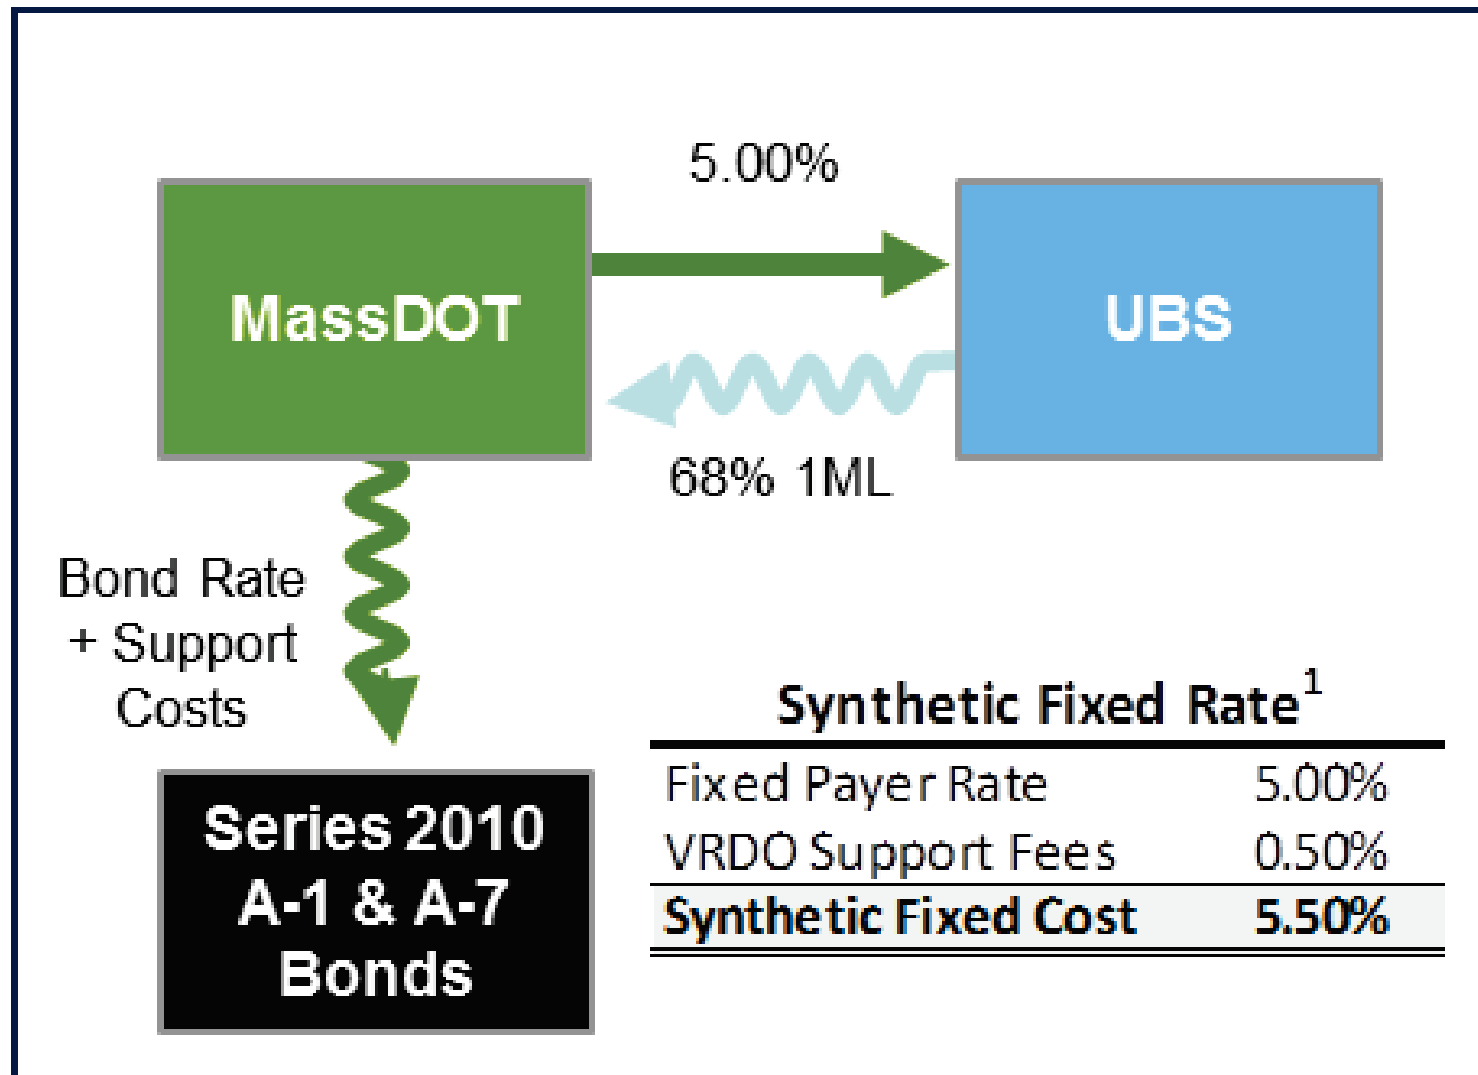 5.00%
MassDOT
UBS
68% 1ML
Bond Rate
+ Support
Costs
Series 2010
A-1 & A-7
Bonds
Synthetic Fixed Rate¹
Fixed Payer Rate 5.00%
VRDO Support Fees 0.50%
Synthetic Fixed Cost 5.50%